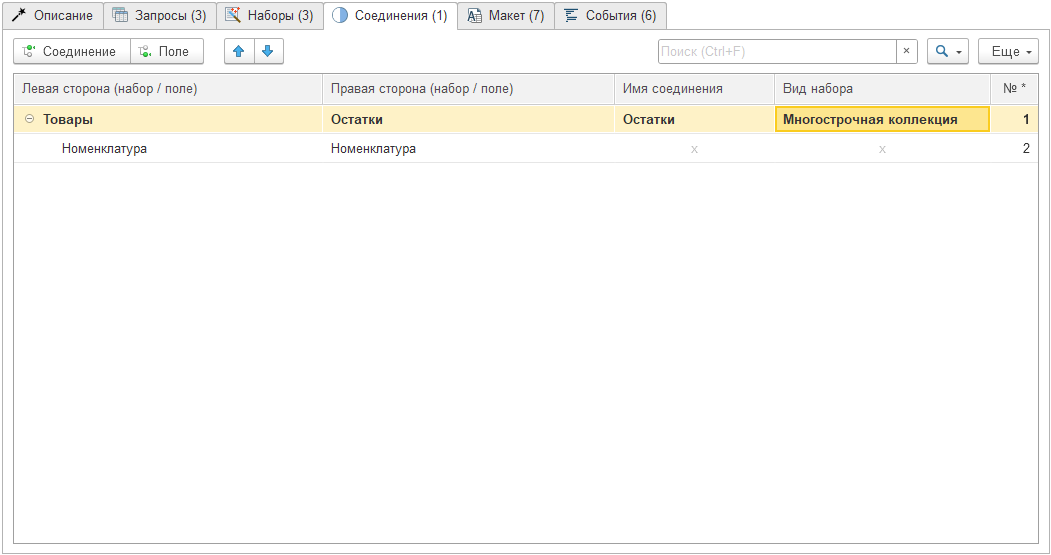 Описание Запросы (3) Наборы (3) Соединения (1) Макет (7) События (6)
Соединение Поле Поиск (Ctrl+F) × Еще
Левая сторона (набор / поле) Правая сторона (набор / поле) Имя соединения Вид набора № *
Товары Остатки Остатки Многострочная коллекция 1
Номенклатура Номенклатура x x 2